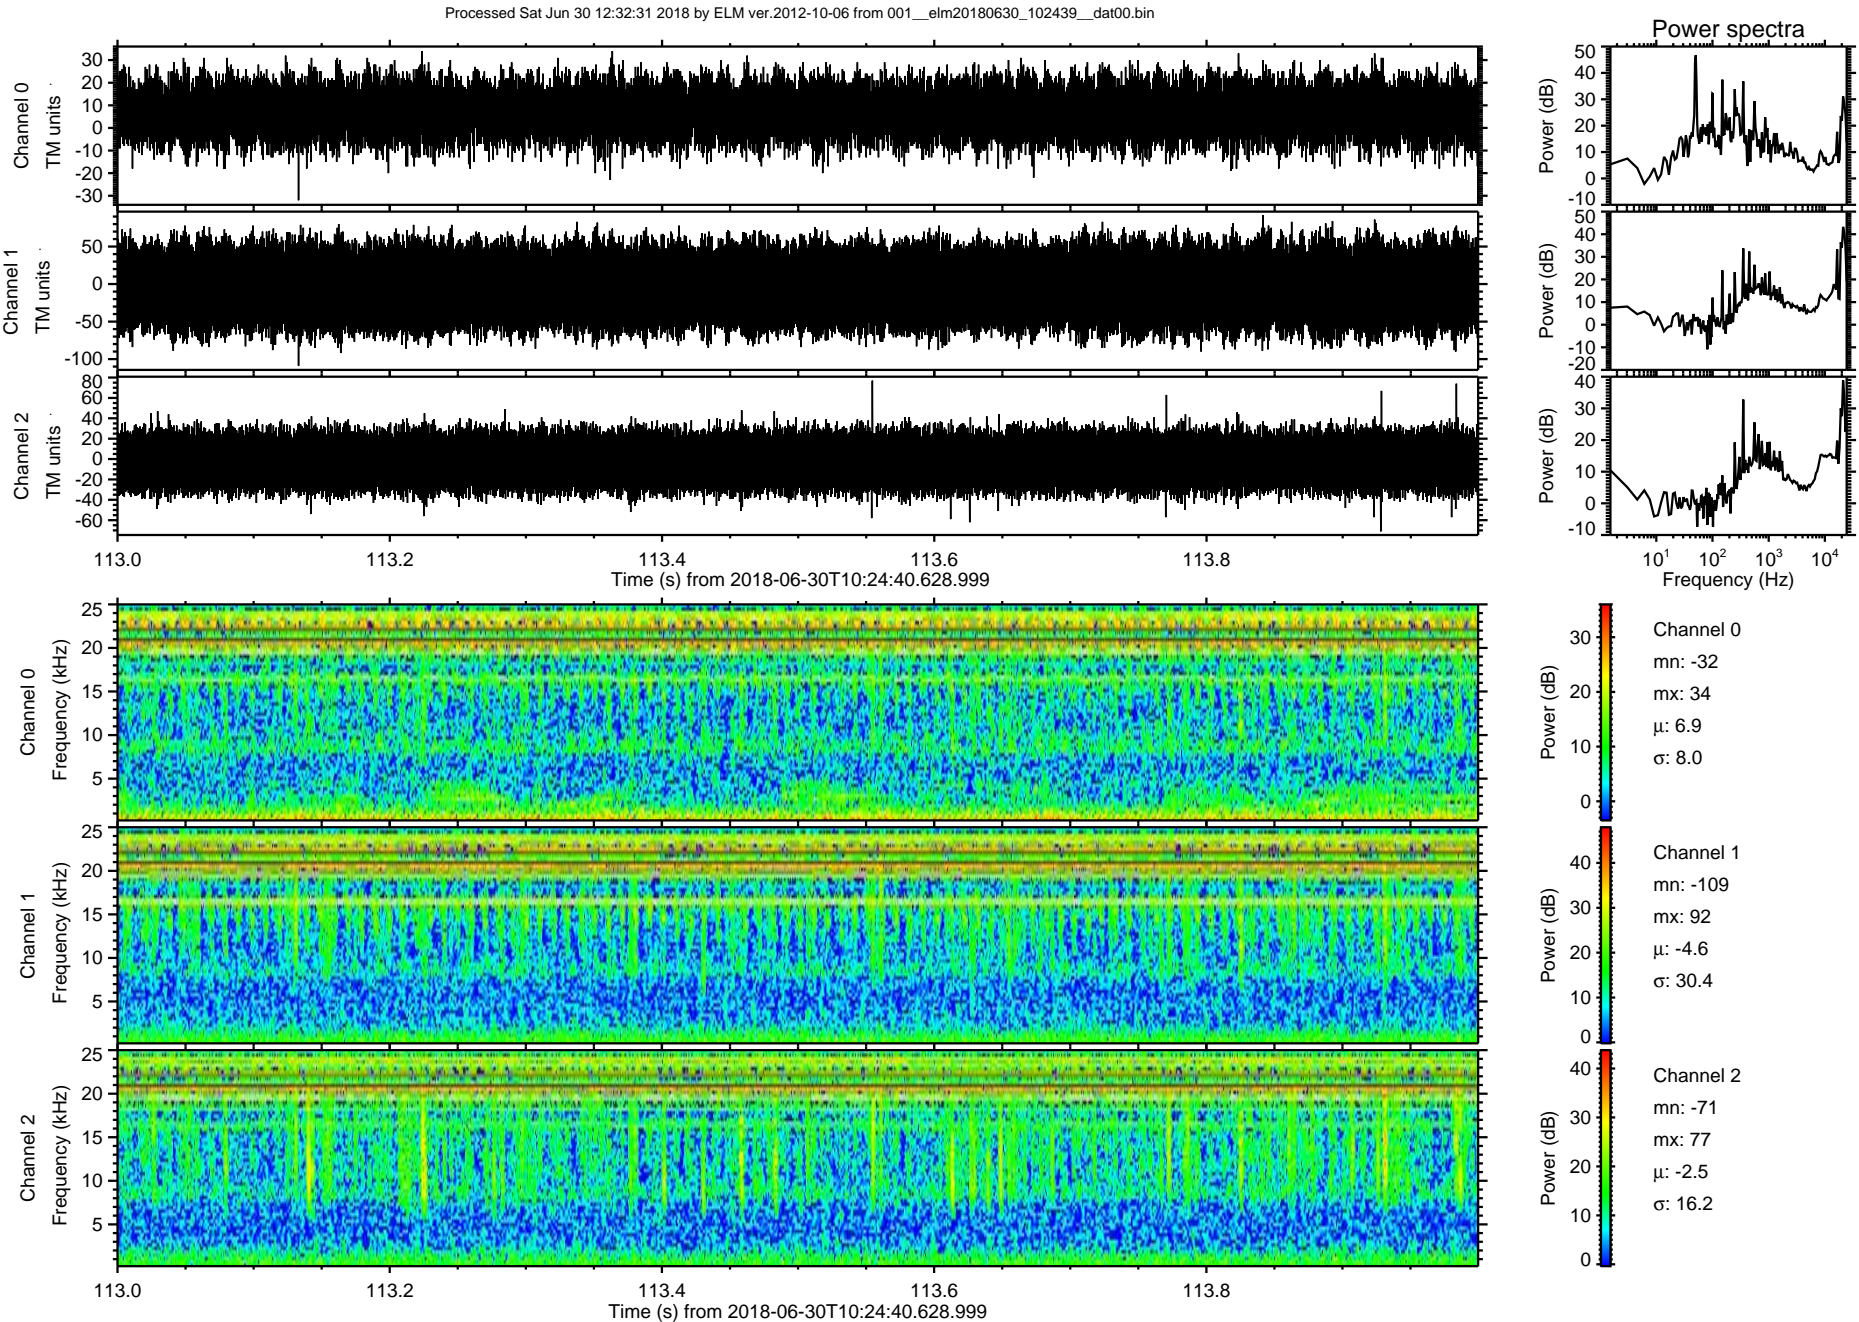 Processed Sat Jun 30 12:32:31 2018 by ELM ver.2012-10-06 from 001__elm20180630_102439__dat00.bin
Power spectra
Channel 0
TM units
30
20
10
0
-10
-20
-30
Power (dB)
50
40
30
20
10
0
-10
Channel 1
TM units
50
0
-50
-100
Power (dB)
50
40
30
20
10
0
-10
-20
Channel 2
TM units
80
60
40
20
0
-20
-40
-60
Power (dB)
40
30
20
10
0
-10
113.0 113.2 113.4 113.6 113.8
Time (s) from 2018-06-30T10:24:40.628.999
10¹ 10² 10³ 10⁴
Frequency (Hz)
Channel 0
Frequency (kHz)
25
20
15
10
5
Power (dB)
30
20
10
0
Channel 0
mn: -32
mx: 34
μ: 6.9
σ: 8.0
Channel 1
Frequency (kHz)
25
20
15
10
5
Power (dB)
40
30
20
10
0
Channel 1
mn: -109
mx: 92
μ: -4.6
σ: 30.4
Channel 2
Frequency (kHz)
25
20
15
10
5
Power (dB)
40
30
20
10
0
Channel 2
mn: -71
mx: 77
μ: -2.5
σ: 16.2
113.0 113.2 113.4 113.6 113.8
Time (s) from 2018-06-30T10:24:40.628.999